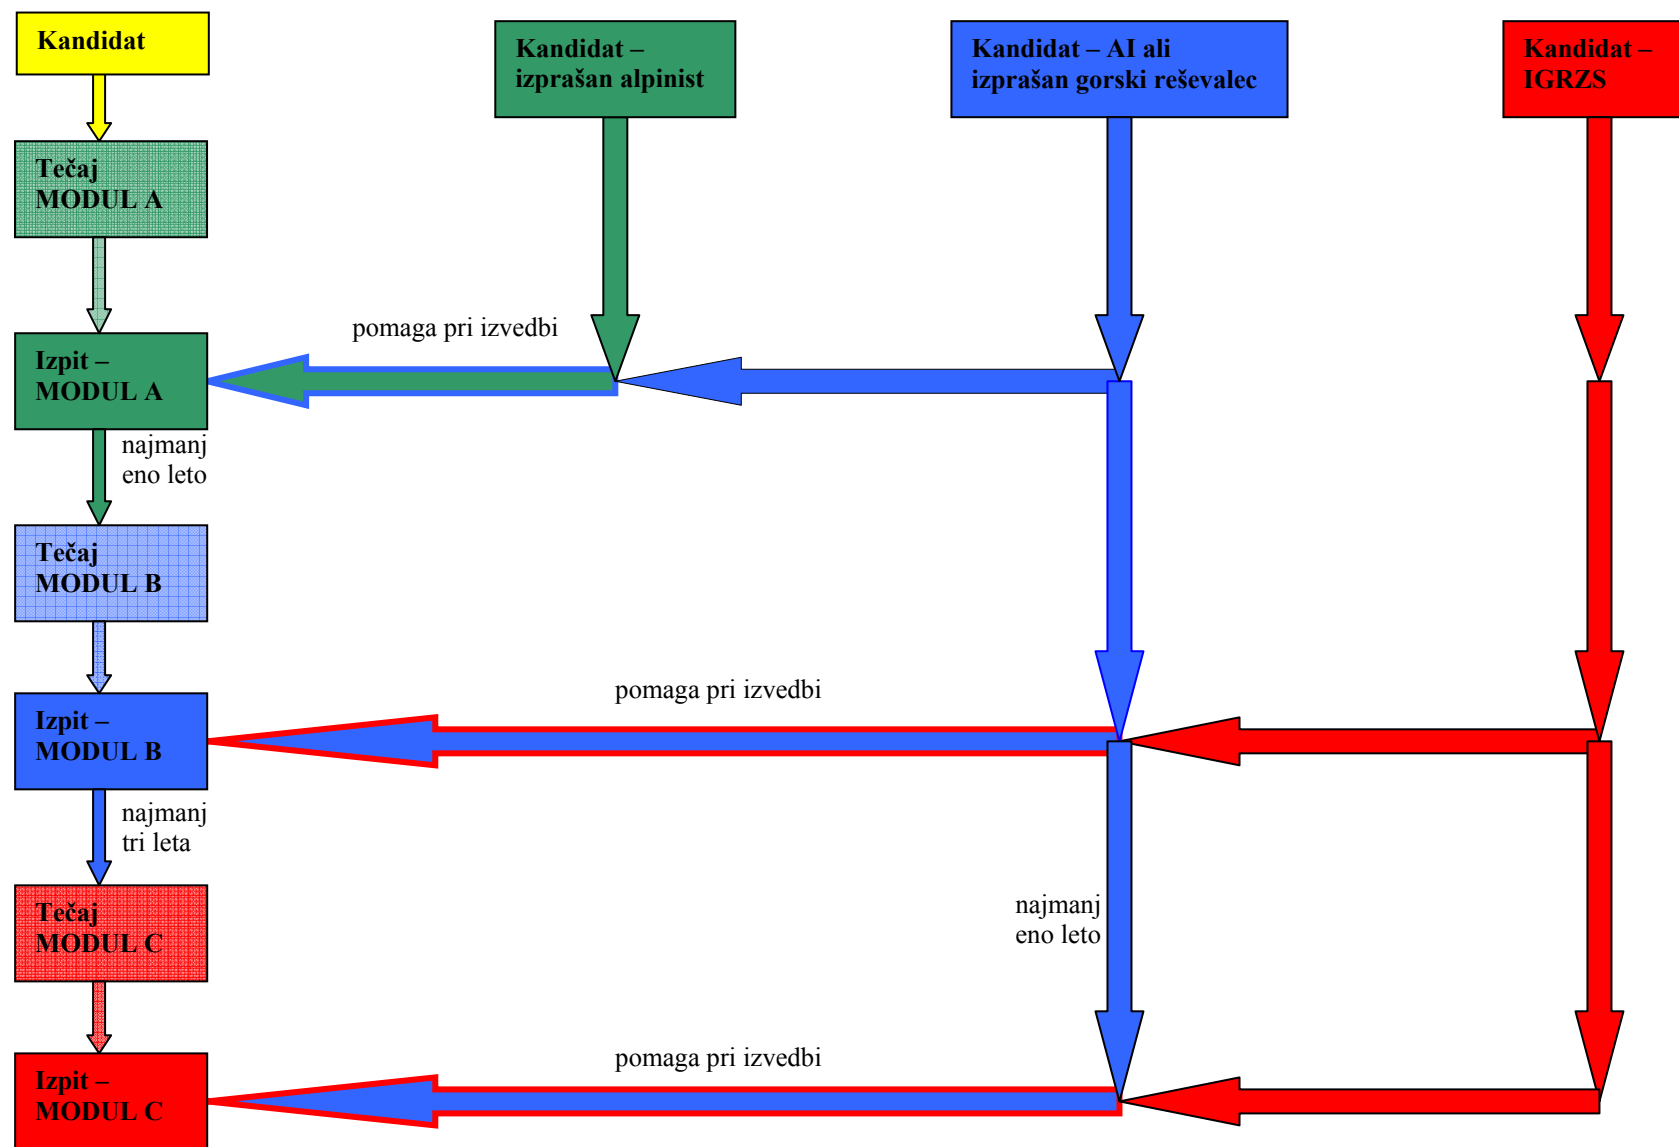 Kandidat
Kandidat –
izprašan alpinist
Kandidat – AI ali
izprašan gorski reševalec
Kandidat –
IGRZS
Tečaj
MODUL A
pomaga pri izvedbi
Izpit –
MODUL A
najmanj
eno leto
Tečaj
MODUL B
pomaga pri izvedbi
Izpit –
MODUL B
najmanj
tri leta
Tečaj
MODUL C
najmanj
eno leto
pomaga pri izvedbi
Izpit –
MODUL C